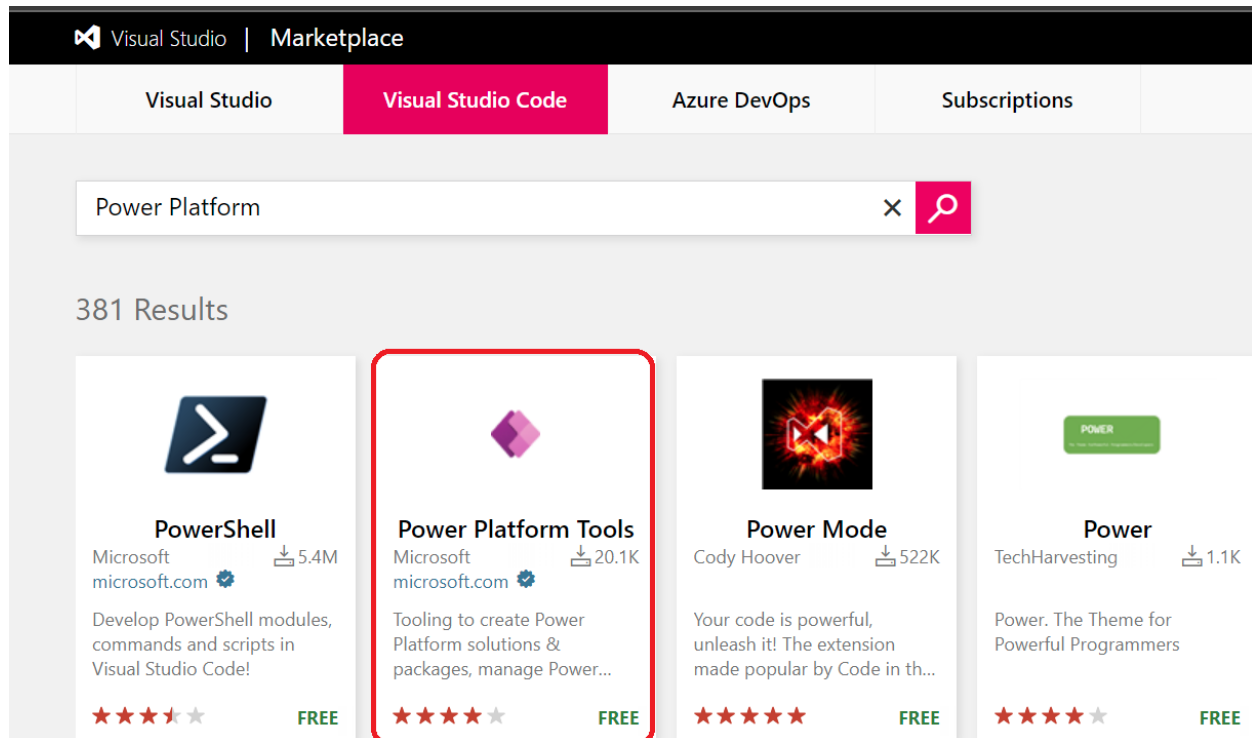 Visual Studio | Marketplace
Visual Studio
Visual Studio Code
Azure DevOps
Subscriptions
Power Platform
381 Results
PowerShell
Microsoft 5.4M
microsoft.com
Develop PowerShell modules,
commands and scripts in
Visual Studio Code!
FREE
Power Platform Tools
Microsoft 20.1K
microsoft.com
Tooling to create Power
Platform solutions &
packages, manage Power...
FREE
Power Mode
Cody Hoover 522K
Your code is powerful,
unleash it! The extension
made popular by Code in th...
FREE
POWER
Power
TechHarvesting 1.1K
Power. The Theme for
Powerful Programmers
FREE